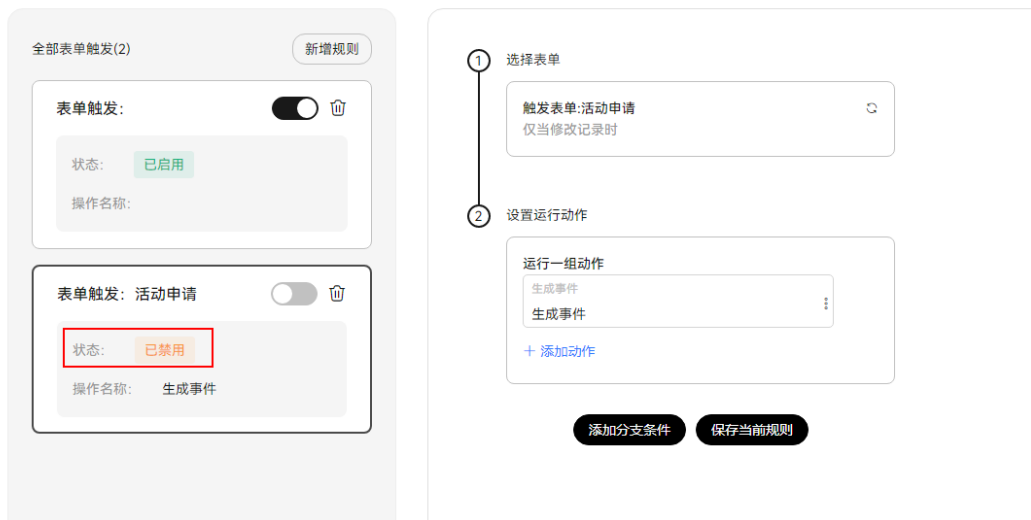 全部表单触发(2)
新增规则
表单触发:
状态:
已启用
操作名称:
表单触发: 活动申请
状态:
已禁用
操作名称:
生成事件
1
选择表单
触发表单:活动申请
仅当修改记录时
2
设置运行动作
运行一组动作
生成事件
生成事件
+ 添加动作
添加分支条件
保存当前规则